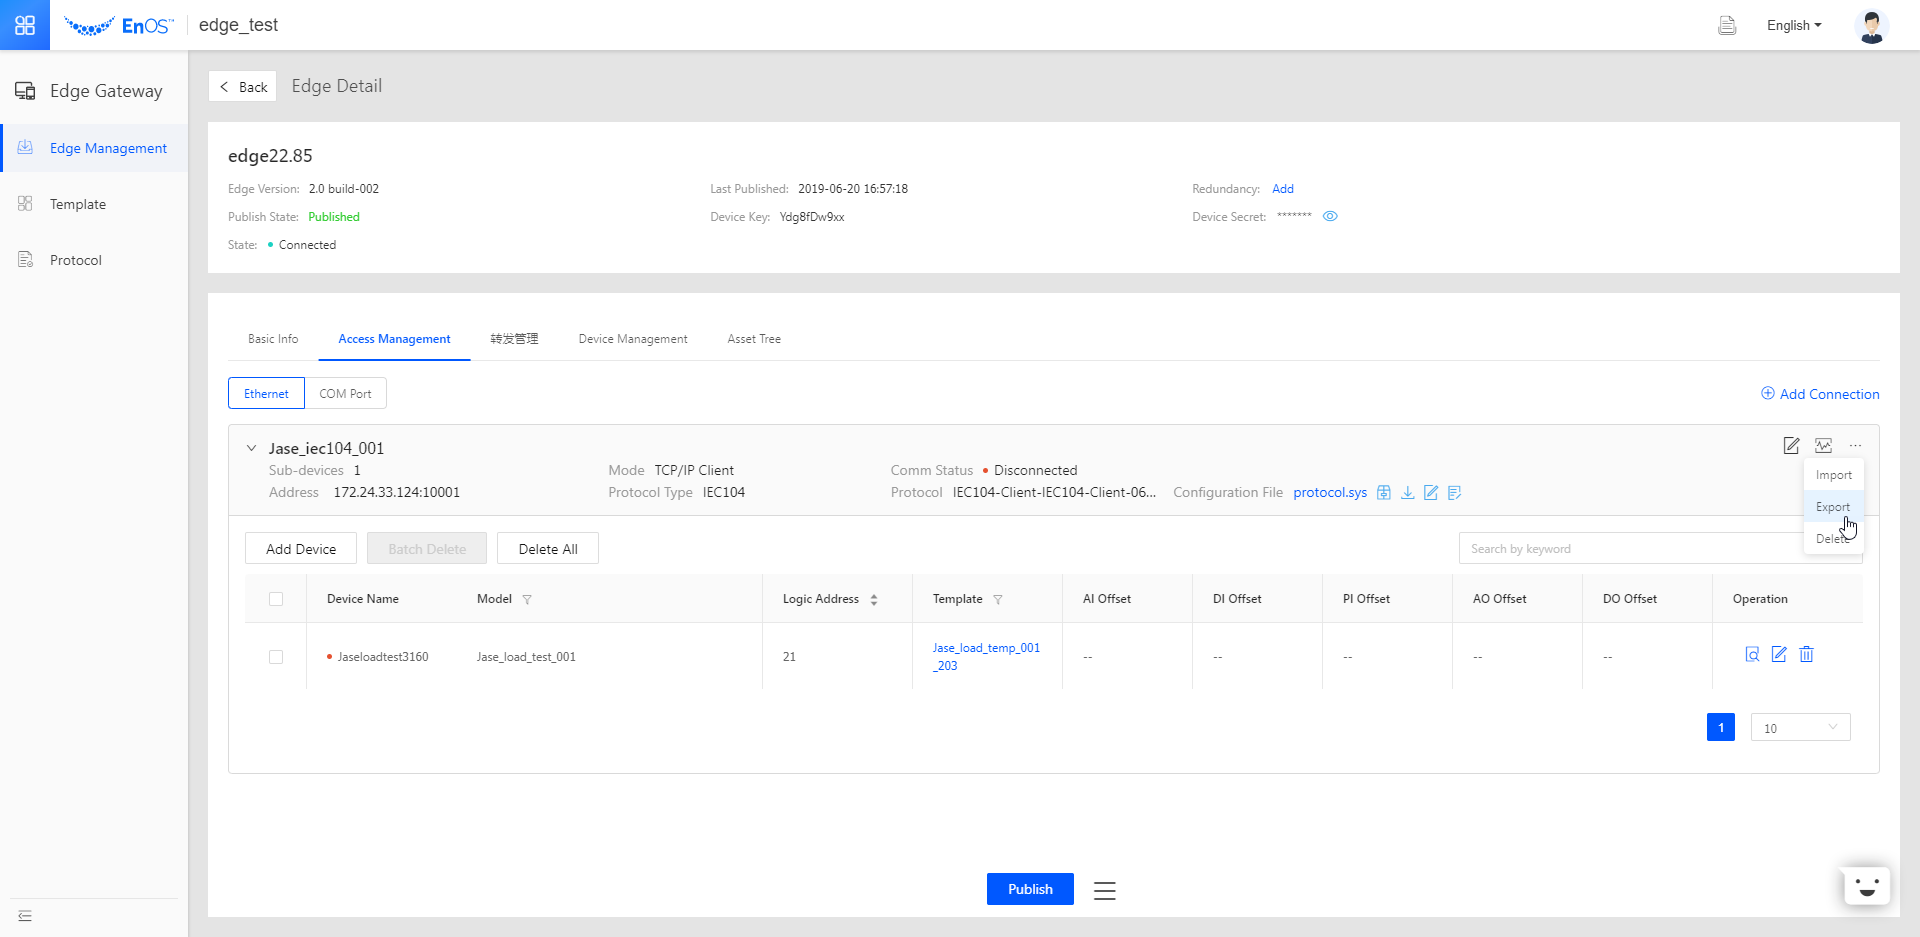 EnOS™ edge_test English
Edge Gateway
Edge Management
Template
Protocol
Back Edge Detail
edge22.85
Edge Version: 2.0 build-002 Last Published: 2019-06-20 16:57:18 Redundancy: Add
Publish State: Published Device Key: Ydg8fDw9xx Device Secret: *******
State: Connected
Basic Info Access Management 转发管理 Device Management Asset Tree
Ethernet COM Port Add Connection
Jase_iec104_001 ...
Sub-devices 1 Mode TCP/IP Client Comm Status Disconnected
Address 172.24.33.124:10001 Protocol Type IEC104 Protocol IEC104-Client-IEC104-Client-06... Configuration File protocol.sys
Import
Export
Delete
Add Device Batch Delete Delete All Search by keyword
Device Name Model Logic Address Template AI Offset DI Offset PI Offset AO Offset DO Offset Operation
Jaseloadtest3160 Jase_load_test_001 21 Jase_load_temp_001 -- -- -- -- --
_203
1 10
Publish